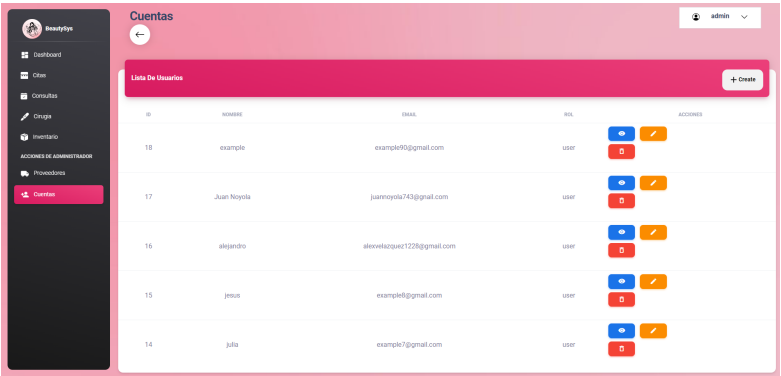 BeautySys
Dashboard
Citas
Consultas
Cirugia
Inventario
ACCIONES DE ADMINISTRADOR
Proveedores
Cuentas
Cuentas
admin
Lista De Usuarios
+ Create
ID NOMBRE EMAIL ROL ACCIONES
18 example example90@gmail.com user
17 Juan Noyola juannoyola743@gnail.com user
16 alejandro alexvelazquez1228@gmail.com user
15 jesus example8@gmail.com user
14 julia example7@gmail.com user